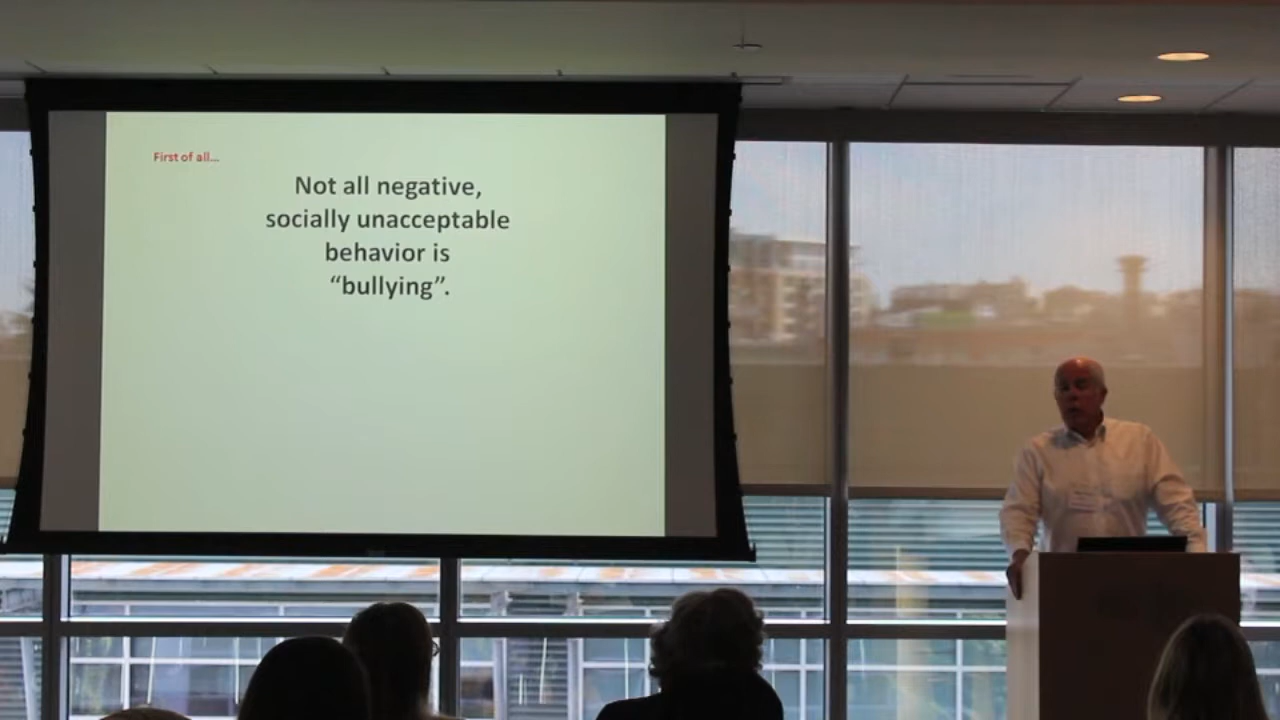 First of all...
Not all negative,
socially unacceptable
behavior is
“bullying”.